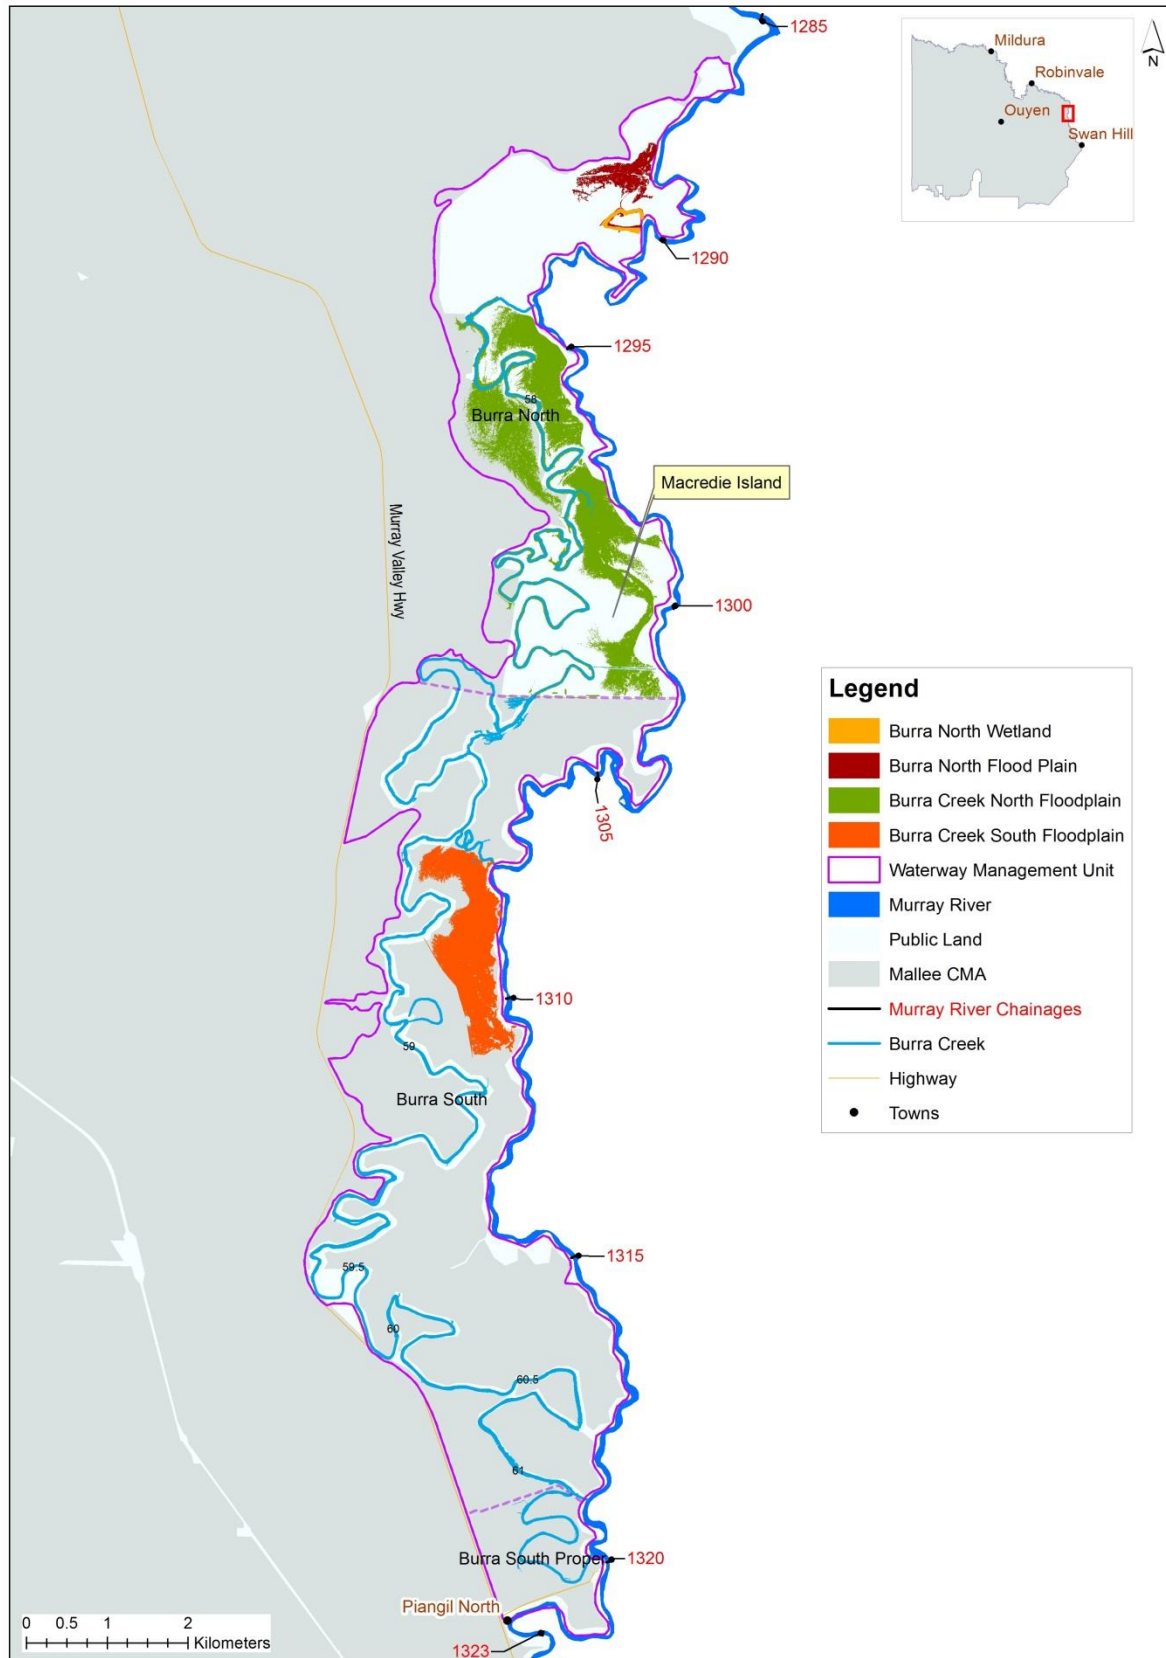 1285
Mildura
Robinvale
Ouyen
Swan Hill
N
1290
1295
58
Burra North
Macredie Island
Murray Valley Hwy
1300
1305
Legend
Burra North Wetland
Burra North Flood Plain
Burra Creek North Floodplain
Burra Creek South Floodplain
Waterway Management Unit
Murray River
Public Land
Mallee CMA
Murray River Chainages
Burra Creek
Highway
Towns
1310
59
Burra South
1315
59.5
60
60.5
61
Burra South Proper
1320
Piangil North
1323
0 0.5 1 2
Kilometers